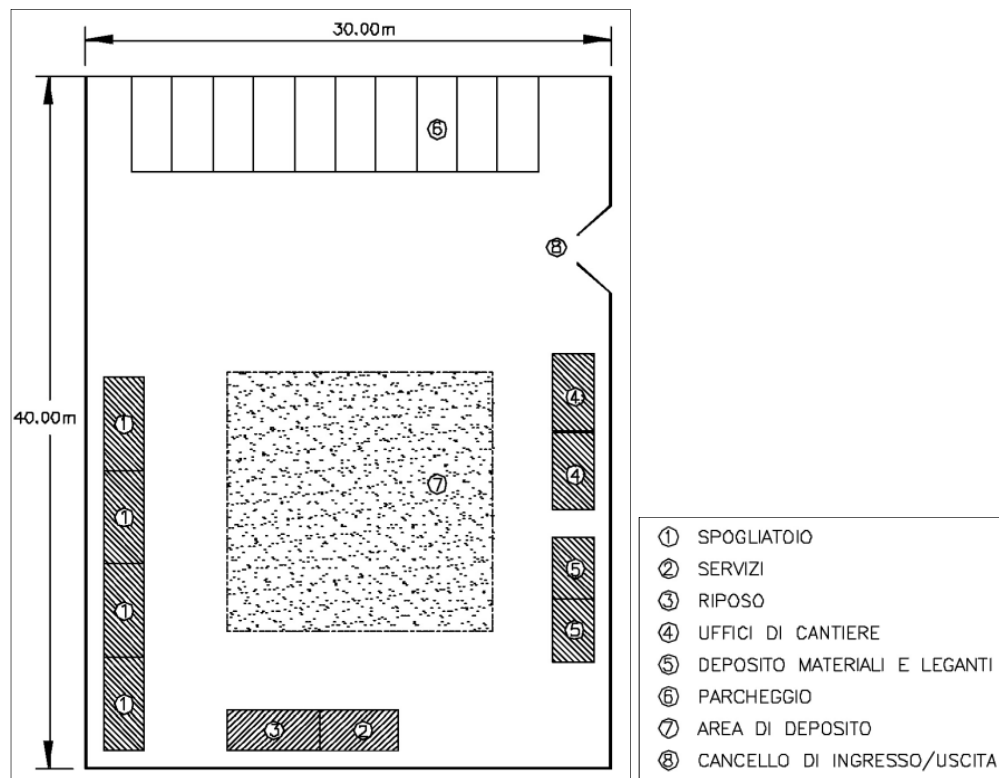 30.00m
6
8
40.00m
1
4
1
4
7
1
5
1
5
3
2
1 SPOGLIATOIO
2 SERVIZI
3 RIPOSO
4 UFFICI DI CANTIERE
5 DEPOSITO MATERIALI E LEGANTI
6 PARCHEGGIO
7 AREA DI DEPOSITO
8 CANCELLO DI INGRESSO/USCITA